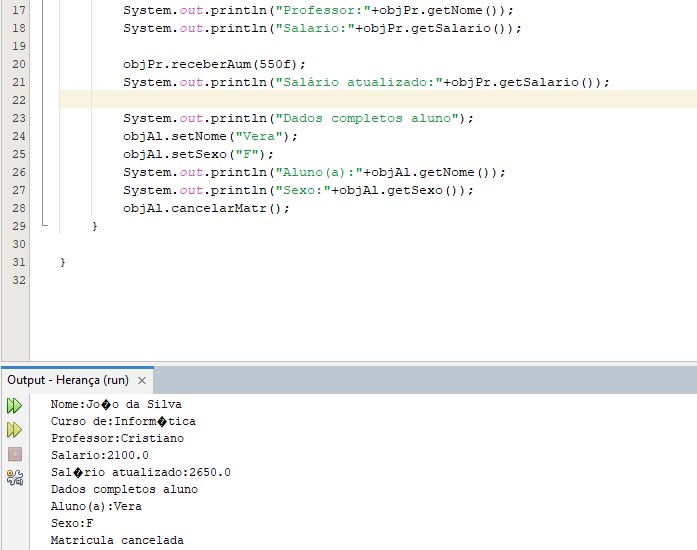 17 System.out.println("Professor:"+objPr.getNome());
18 System.out.println("Salario:"+objPr.getSalario());
19
20 objPr.receberAum(550f);
21 System.out.println("Salário atualizado:"+objPr.getSalario());
22
23 System.out.println("Dados completos aluno");
24 objAl.setNome("Vera");
25 objAl.setSexo("F");
26 System.out.println("Aluno(a):"+objAl.getNome());
27 System.out.println("Sexo:"+objAl.getSexo());
28 objAl.cancelarMatr();
29 }
30
31 }
32
Output - Herança (run) ×
Nome:Jo�o da Silva
Curso de:Inform�tica
Professor:Cristiano
Salario:2100.0
Sal�rio atualizado:2650.0
Dados completos aluno
Aluno(a):Vera
Sexo:F
Matricula cancelada